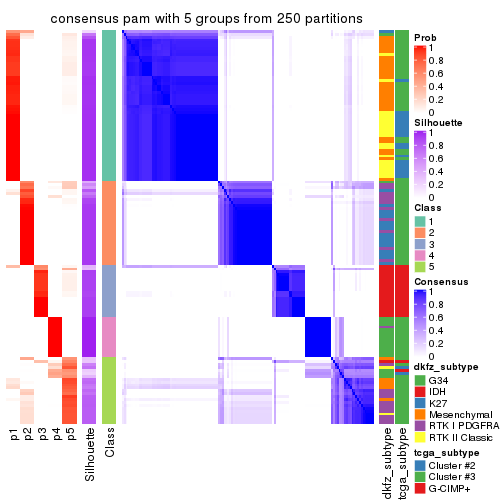 consensus pam with 5 groups from 250 partitions
p1
p2
p3
p4
p5
Silhouette
Class
dkfz_subtype
tcga_subtype
Prob
1
0.8
0.6
0.4
0.2
0
Silhouette
1
0.8
0.6
0.4
0.2
0
Class
1
2
3
4
5
Consensus
1
0.8
0.6
0.4
0.2
0
dkfz_subtype
G34
IDH
K27
Mesenchymal
RTK I PDGFRA
RTK II Classic
tcga_subtype
Cluster #2
Cluster #3
G-CIMP+